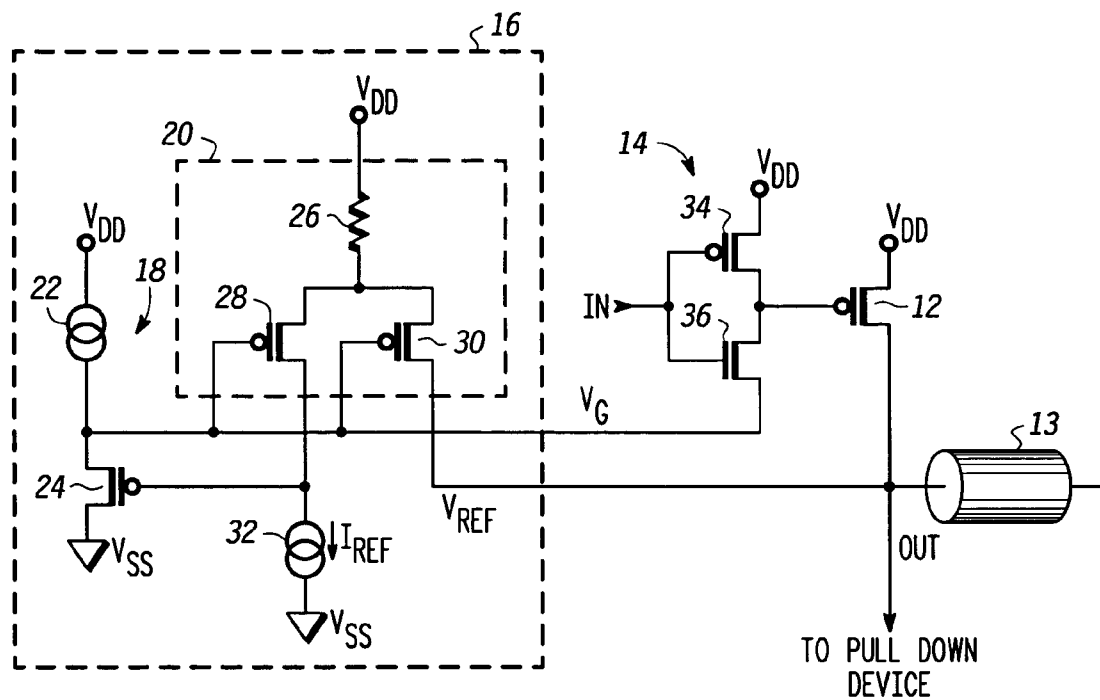 16
VDD
20
14
VDD
26
34
VDD
VDD
22
18
28
IN
36
12
30
VG
13
24
VREF
32
IREF
OUT
VSS
VSS
TO PULL DOWN
DEVICE